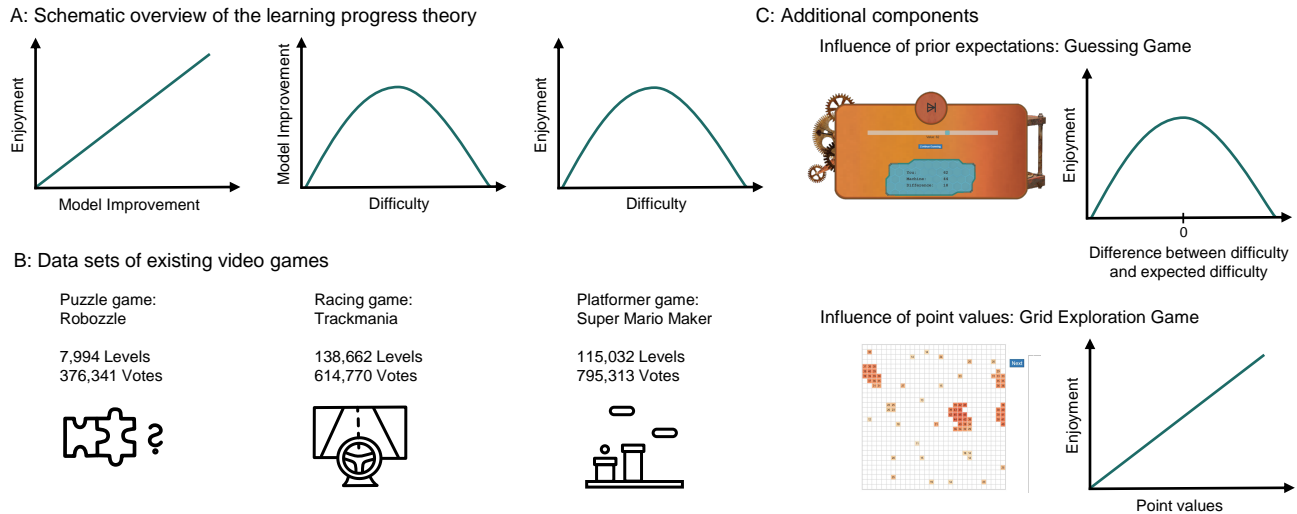 A: Schematic overview of the learning progress theory
Enjoyment
Model Improvement
Model Improvement
Difficulty
Enjoyment
Difficulty
B: Data sets of existing video games
Puzzle game:
Robozzle
7,994 Levels
376,341 Votes
Racing game:
Trackmania
138,662 Levels
614,770 Votes
Platformer game:
Super Mario Maker
115,032 Levels
795,313 Votes
?
C: Additional components
Influence of prior expectations: Guessing Game
You:
Machine:
Difference:
Enjoyment
0
Difference between difficulty
and expected difficulty
Influence of point values: Grid Exploration Game
Next
Enjoyment
Point values